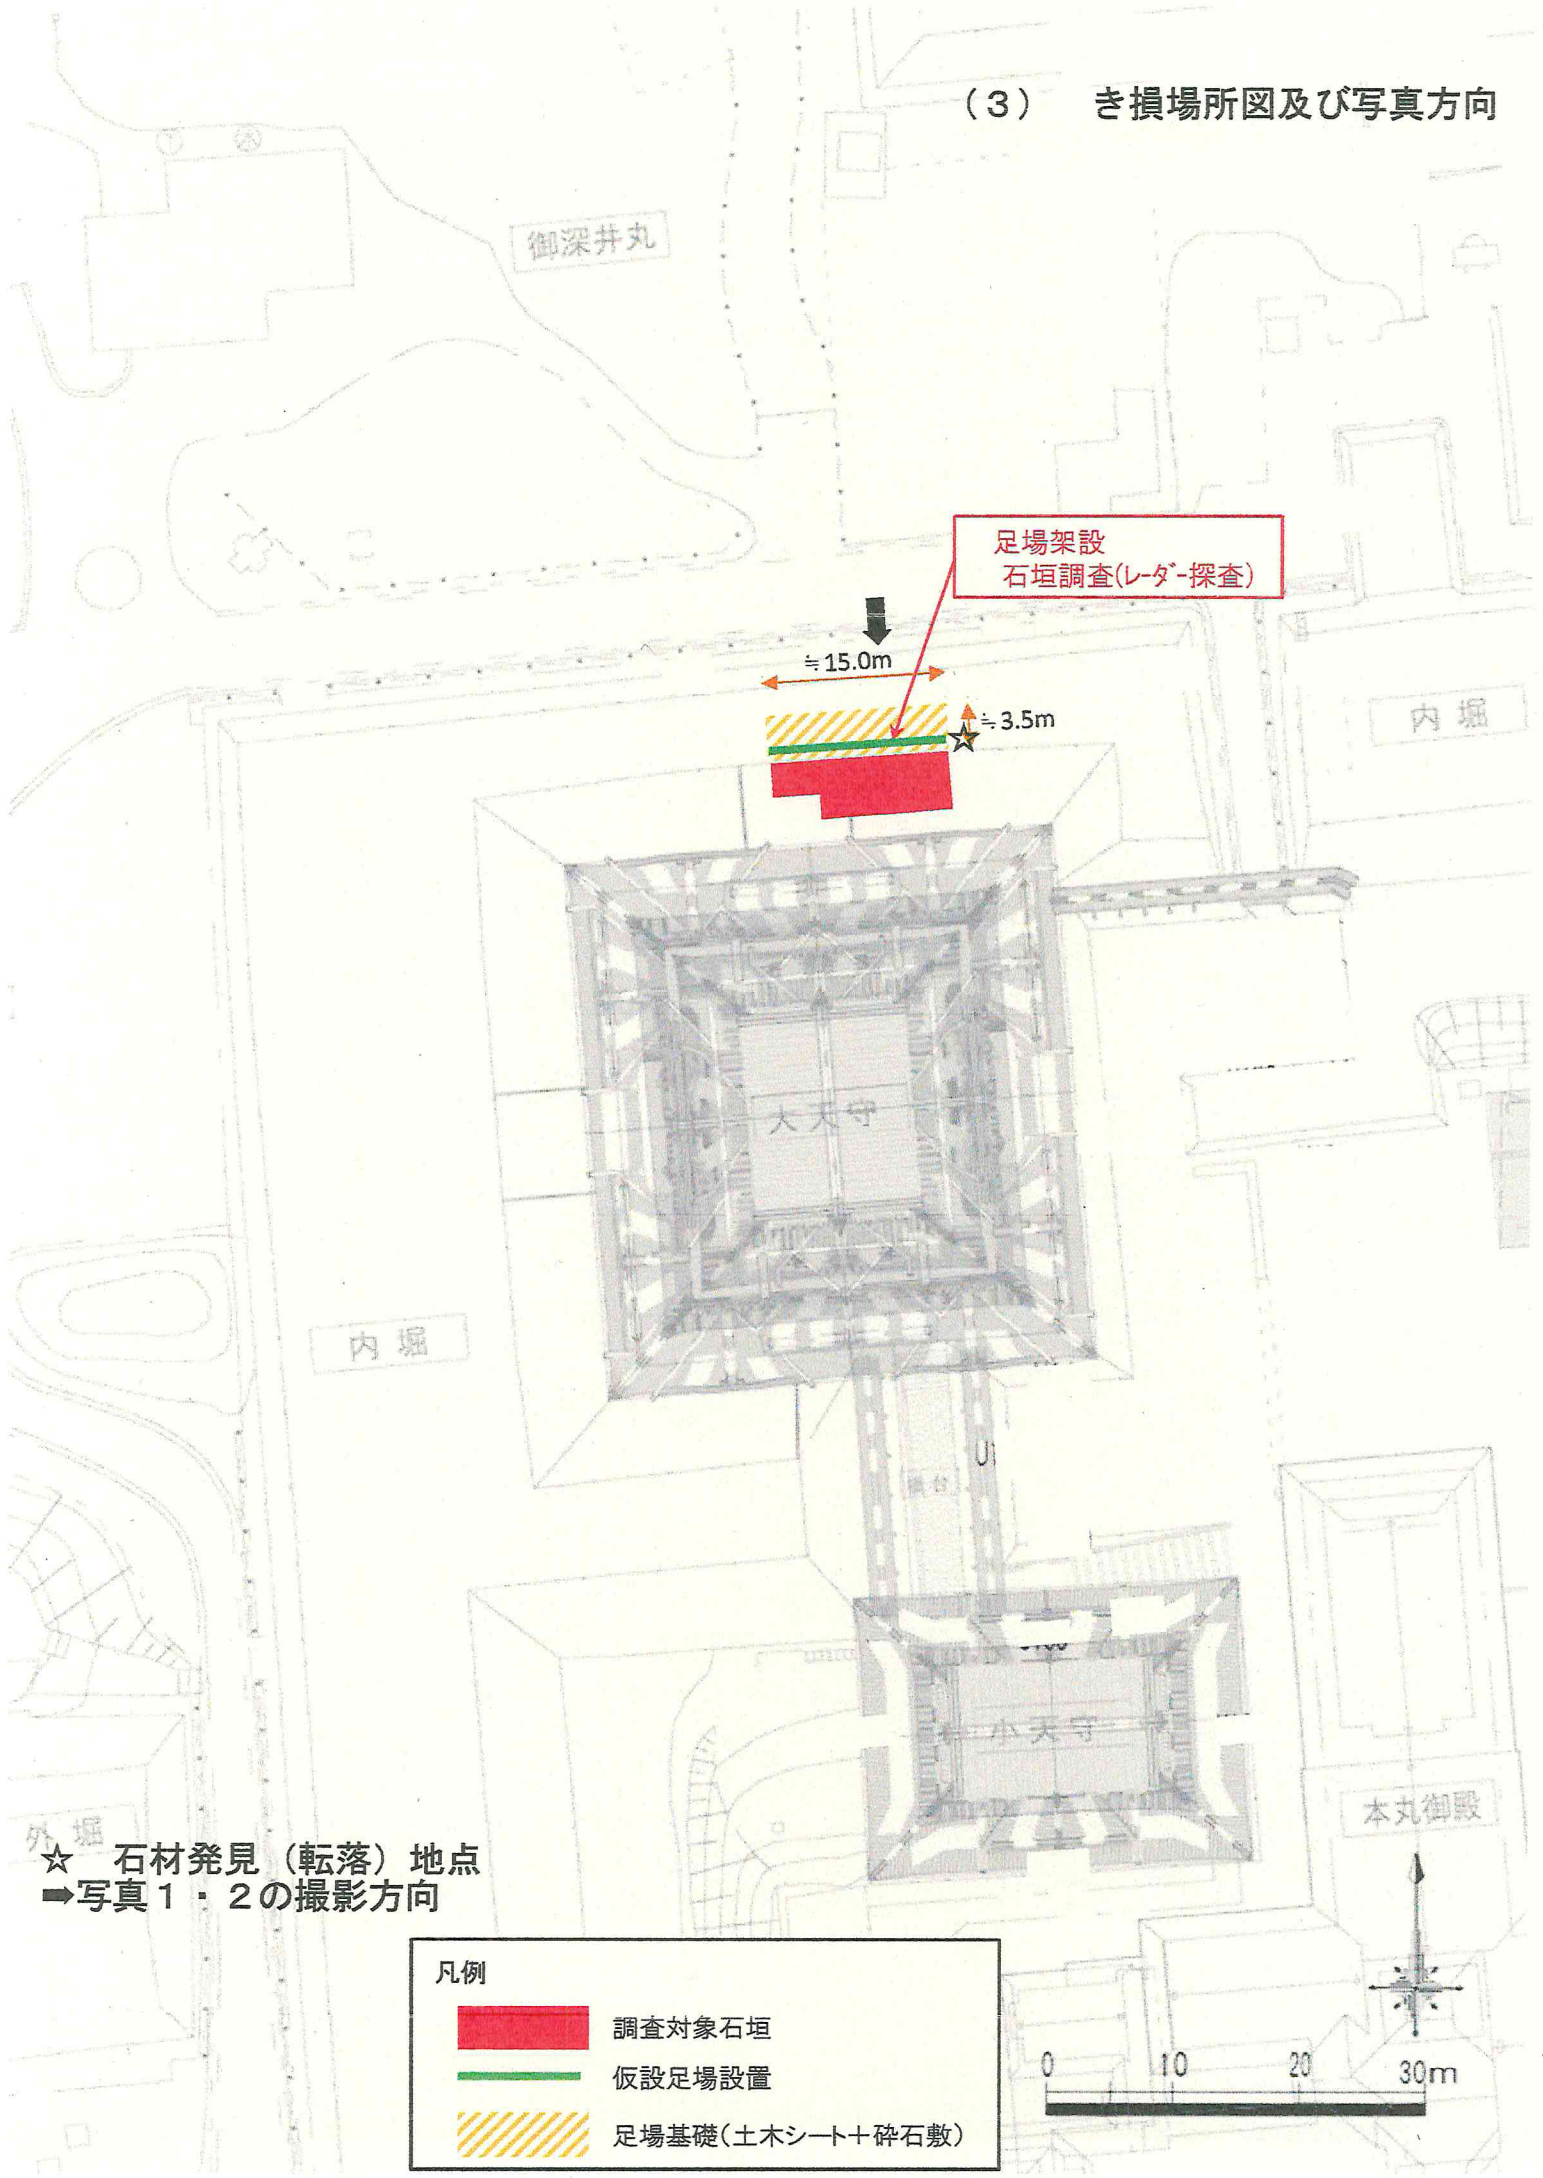 (3) き損場所図及び写真方向
御深井丸
足場架設
石垣調査(レーダー探査)
≒15.0m
≒3.5m
内堀
大天守
内堀
小天守
本丸御殿
外堀
☆ 石材発見(転落)地点
➡写真1・2の撮影方向
凡例
調査対象石垣
仮設足場設置
足場基礎(土木シート+砕石敷)
0 10 20 30m